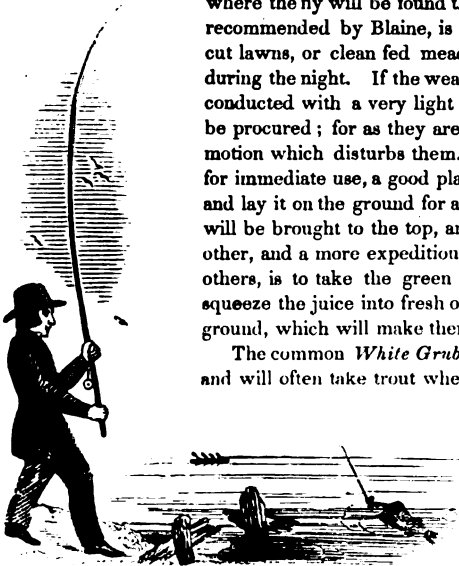 where the fly will be found t
recommended by Blaine, is
cut lawns, or clean fed mea
during the night. If the wea
conducted with a very light
be procured; for as they are
motion which disturbs them.
for immediate use, a good pla
and lay it on the ground for a
will be brought to the top, a
other, and a more expeditiou
others, is to take the green
squeeze the juice into fresh o
ground, which will make the
The common White Grub
and will often take trout whe